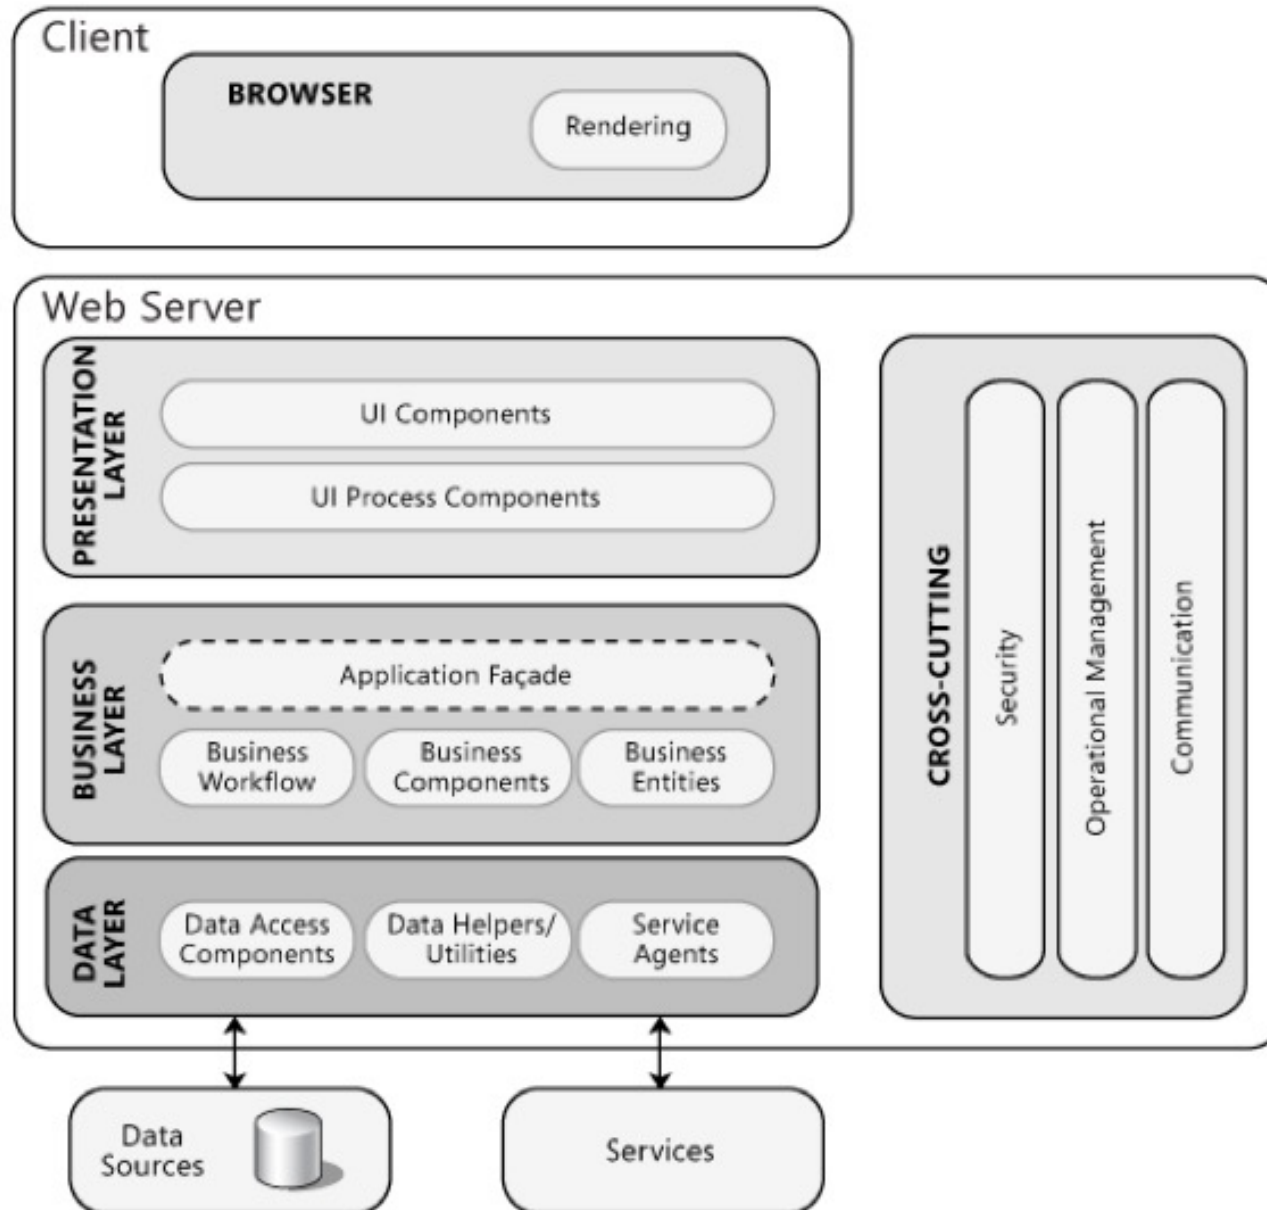 Client
BROWSER
Rendering
Web Server
PRESENTATION
LAYER
UI Components
UI Process Components
BUSINESS
LAYER
Application Façade
Business
Workflow
Business
Components
Business
Entities
DATA
LAYER
Data Access
Components
Data Helpers/
Utilities
Service
Agents
CROSS-CUTTING
Security
Operational Management
Communication
Data
Sources
Services